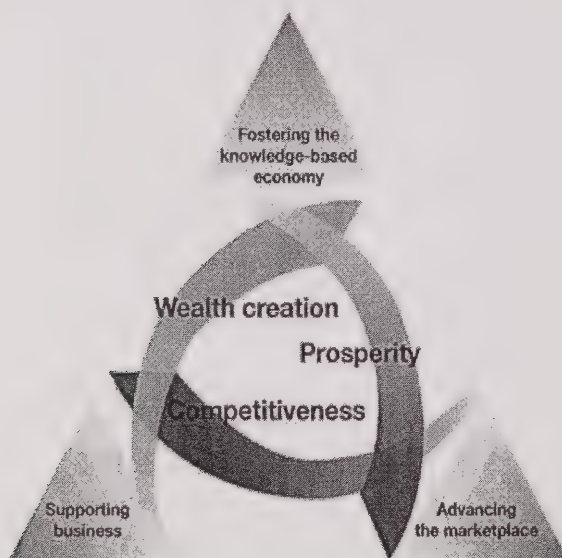 Fostering the
knowledge-based
economy
Wealth creation
Prosperity
Competitiveness
Supporting
business
Advancing
the marketplace